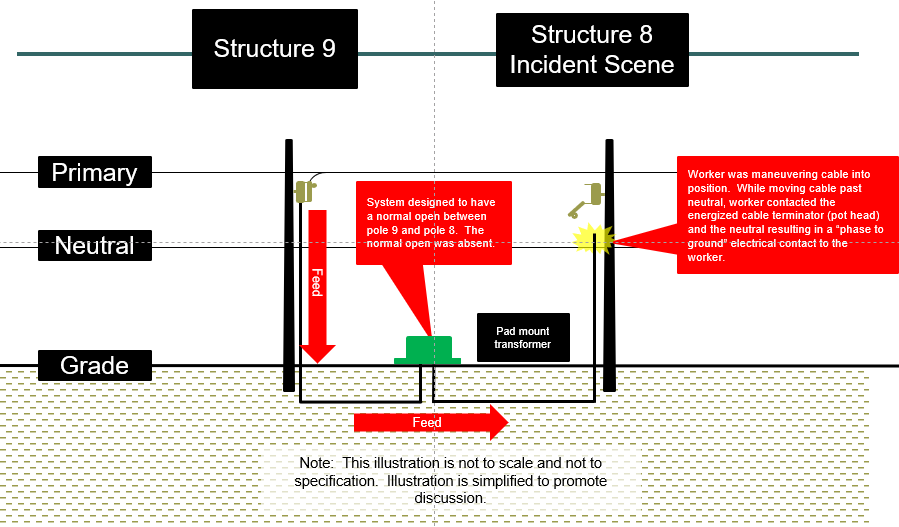 Structure 9
Structure 8
Incident Scene
Primary
Neutral
Grade
System designed to have
a normal opeh between
pole 9 and pole 8.  The
normal open was absent.
Worker was maneuvering cable into
position.  While moving cable past
neutral, worker contacted the
energized cable terminator (pot head)
and the neutral resulting in a “phase to
ground” electrical contact to the
worker.
Feed
Pad mount
transformer
Feed
Note:  This illustration is not to scale and not to
specification.  Illustration is simplified to promote
discussion.